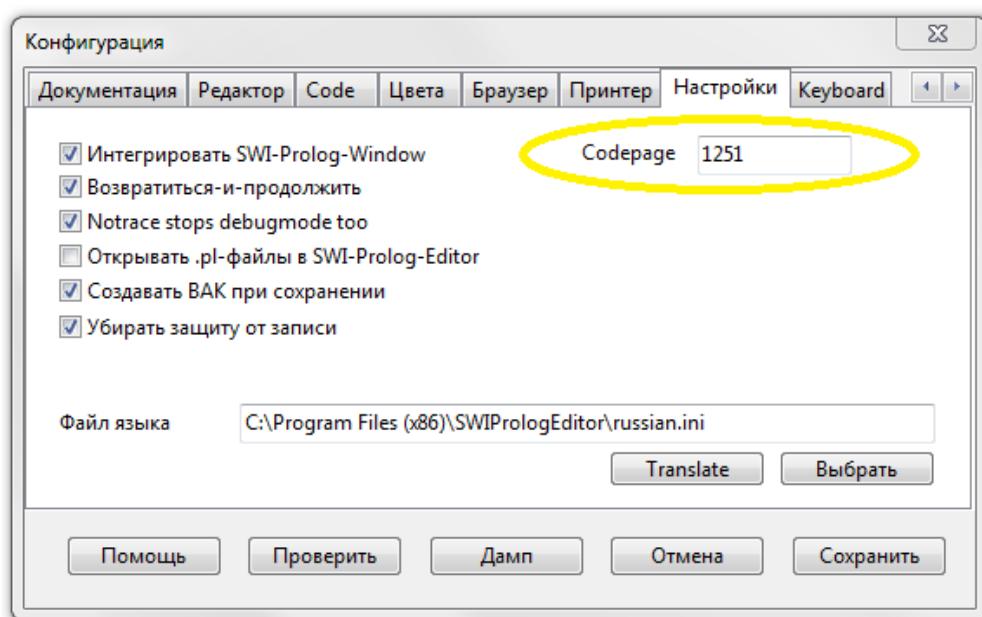 Конфигурация
Документация Редактор Code Цвета Браузер Принтер Настройки Keyboard
Интегрировать SWI-Prolog-Window Codepage 1251
Возвратиться-и-продолжить
Notrace stops debugmode too
Открывать .pl-файлы в SWI-Prolog-Editor
Создавать BAK при сохранении
Убирать защиту от записи
Файл языка C:\Program Files (x86)\SWIPrologEditor\russian.ini
Translate Выбрать
Помощь Проверить Дамп Отмена Сохранить